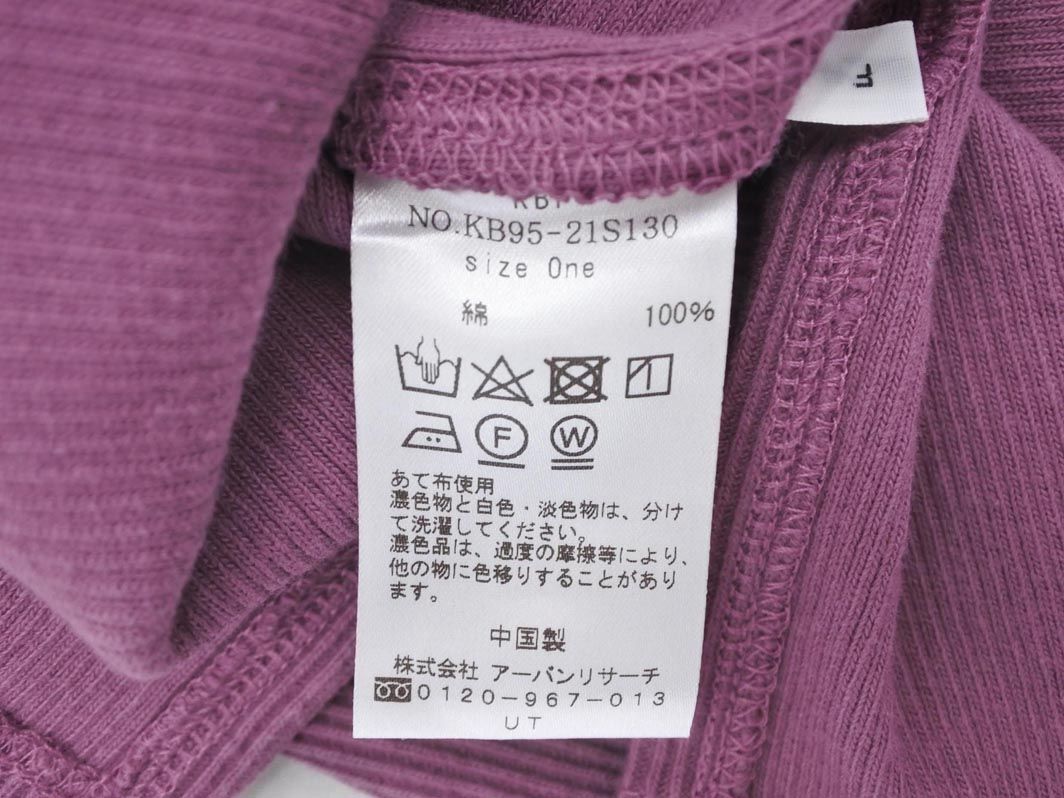 F
NO.KB95-21S130
size One
綿 100%
F W
あて布使用
濃色物と白色・淡色物は、分け
て洗濯してください。
濃色品は、過度の摩擦等により、
他の物に色移りすることがあり
ます。
中国製
株式会社 アーバンリサーチ
0120-967-013
UT